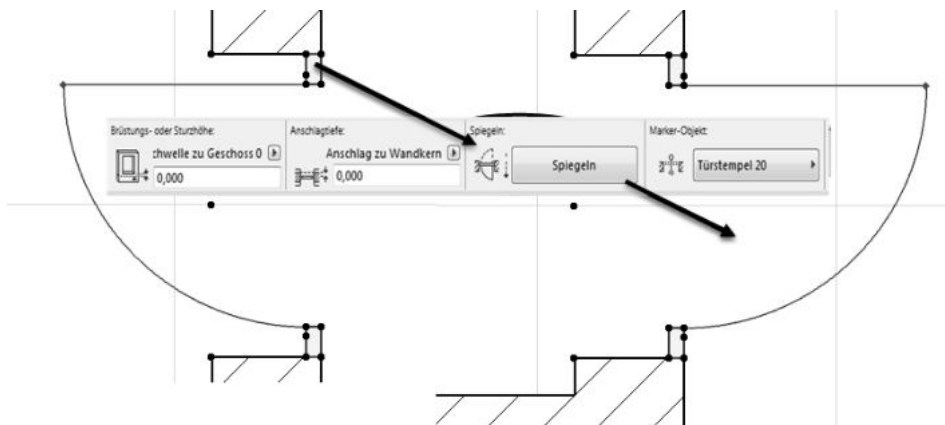 Brüstungs- oder Sturzhöhe:
Anschlagtiefe:
Spiegeln:
Marker-Objekt:
chwelle zu Geschoss 0
Anschlag zu Wandkern
Spiegeln
Türstempel 20
0,000
0,000